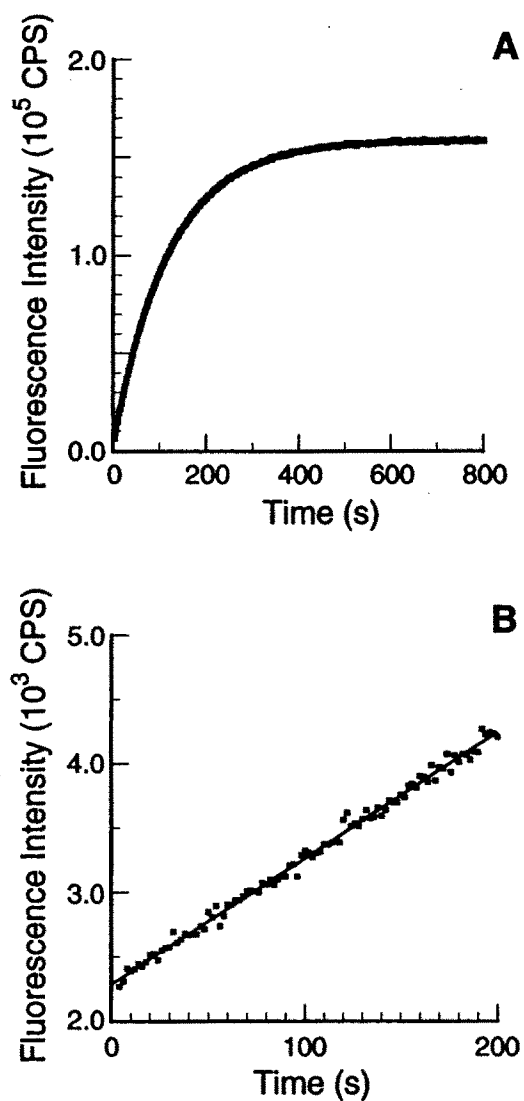 A
Fluorescence Intensity (10⁵ CPS)
2.0
1.0
0.0
0 200 400 600 800
Time (s)
B
Fluorescence Intensity (10³ CPS)
5.0
4.0
3.0
2.0
0 100 200
Time (s)